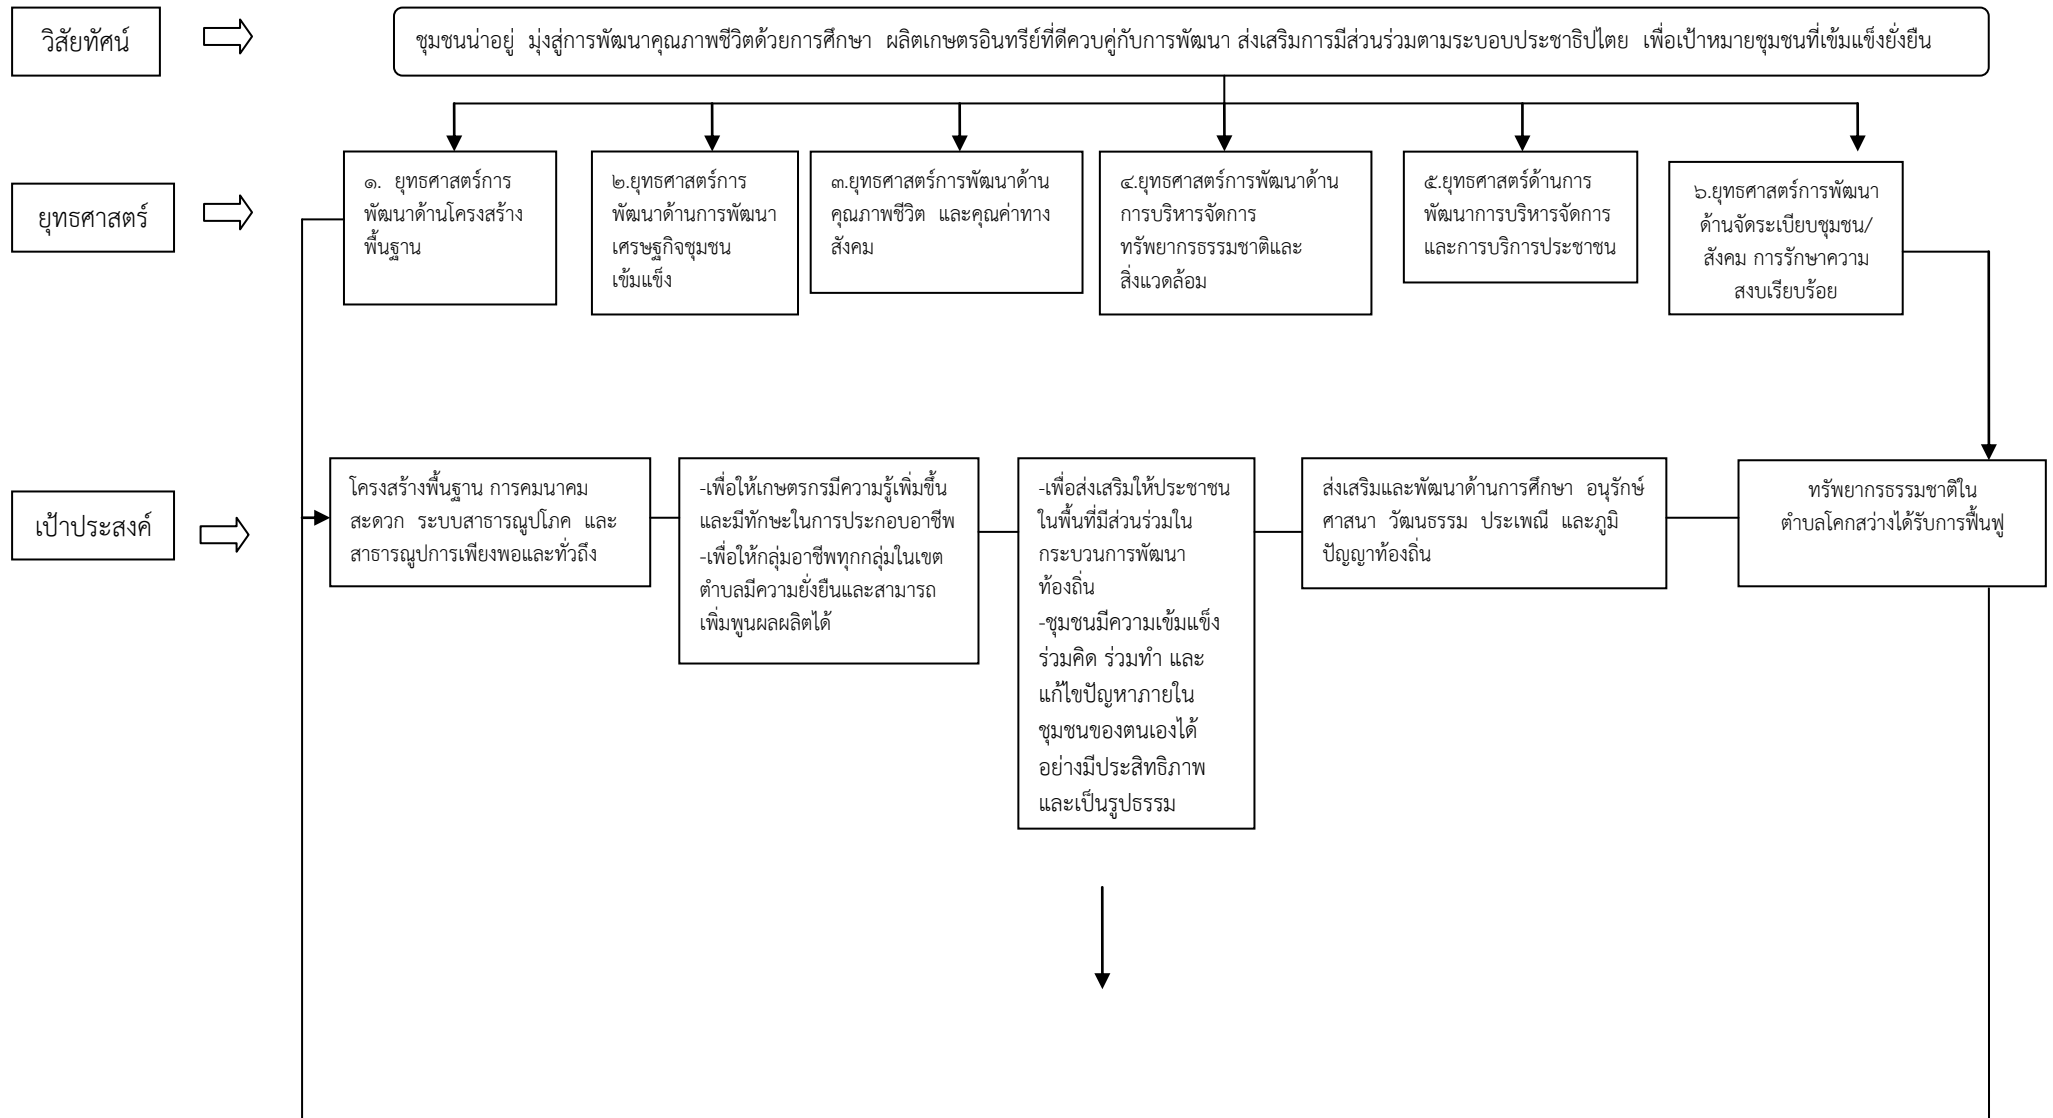 วิสัยทัศน์
ชุมชนน่าอยู่ มุ่งสู่การพัฒนาคุณภาพชีวิตด้วยการศึกษา ผลิตเกษตรอินทรีย์ที่ดีควบคู่กับการพัฒนา ส่งเสริมการมีส่วนร่วมตามระบอบประชาธิปไตย เพื่อเป้าหมายชุมชนที่เข้มแข็งยั่งยืน
ยุทธศาสตร์
๑. ยุทธศาสตร์การ
พัฒนาด้านโครงสร้าง
พื้นฐาน
๒.ยุทธศาสตร์การ
พัฒนาด้านการพัฒนา
เศรษฐกิจชุมชน
เข้มแข็ง
๓.ยุทธศาสตร์การพัฒนาด้าน
คุณภาพชีวิต และคุณค่าทาง
สังคม
๔.ยุทธศาสตร์การพัฒนาด้าน
การบริหารจัดการ
ทรัพยากรธรรมชาติและ
สิ่งแวดล้อม
๕.ยุทธศาสตร์ด้านการ
พัฒนาการบริหารจัดการ
และการบริการประชาชน
๖.ยุทธศาสตร์การพัฒนา
ด้านจัดระเบียบชุมชน/
สังคม การรักษาความ
สงบเรียบร้อย
เป้าประสงค์
โครงสร้างพื้นฐาน การคมนาคม
สะดวก ระบบสาธารณูปโภค และ
สาธารณูปการเพียงพอและทั่วถึง
-เพื่อให้เกษตรกรมีความรู้เพิ่มขึ้น
และมีทักษะในการประกอบอาชีพ
-เพื่อให้กลุ่มอาชีพทุกกลุ่มในเขต
ตำบลมีความยั่งยืนและสามารถ
เพิ่มพูนผลผลิตได้
-เพื่อส่งเสริมให้ประชาชน
ในพื้นที่มีส่วนร่วมใน
กระบวนการพัฒนา
ท้องถิ่น
-ชุมชนมีความเข้มแข็ง
ร่วมคิด ร่วมทำ และ
แก้ไขปัญหาภายใน
ชุมชนของตนเองได้
อย่างมีประสิทธิภาพ
และเป็นรูปธรรม
ส่งเสริมและพัฒนาด้านการศึกษา อนุรักษ์
ศาสนา วัฒนธรรม ประเพณี และภูมิ
ปัญญาท้องถิ่น
ทรัพยากรธรรมชาติใน
ตำบลโคกสว่างได้รับการฟื้นฟู